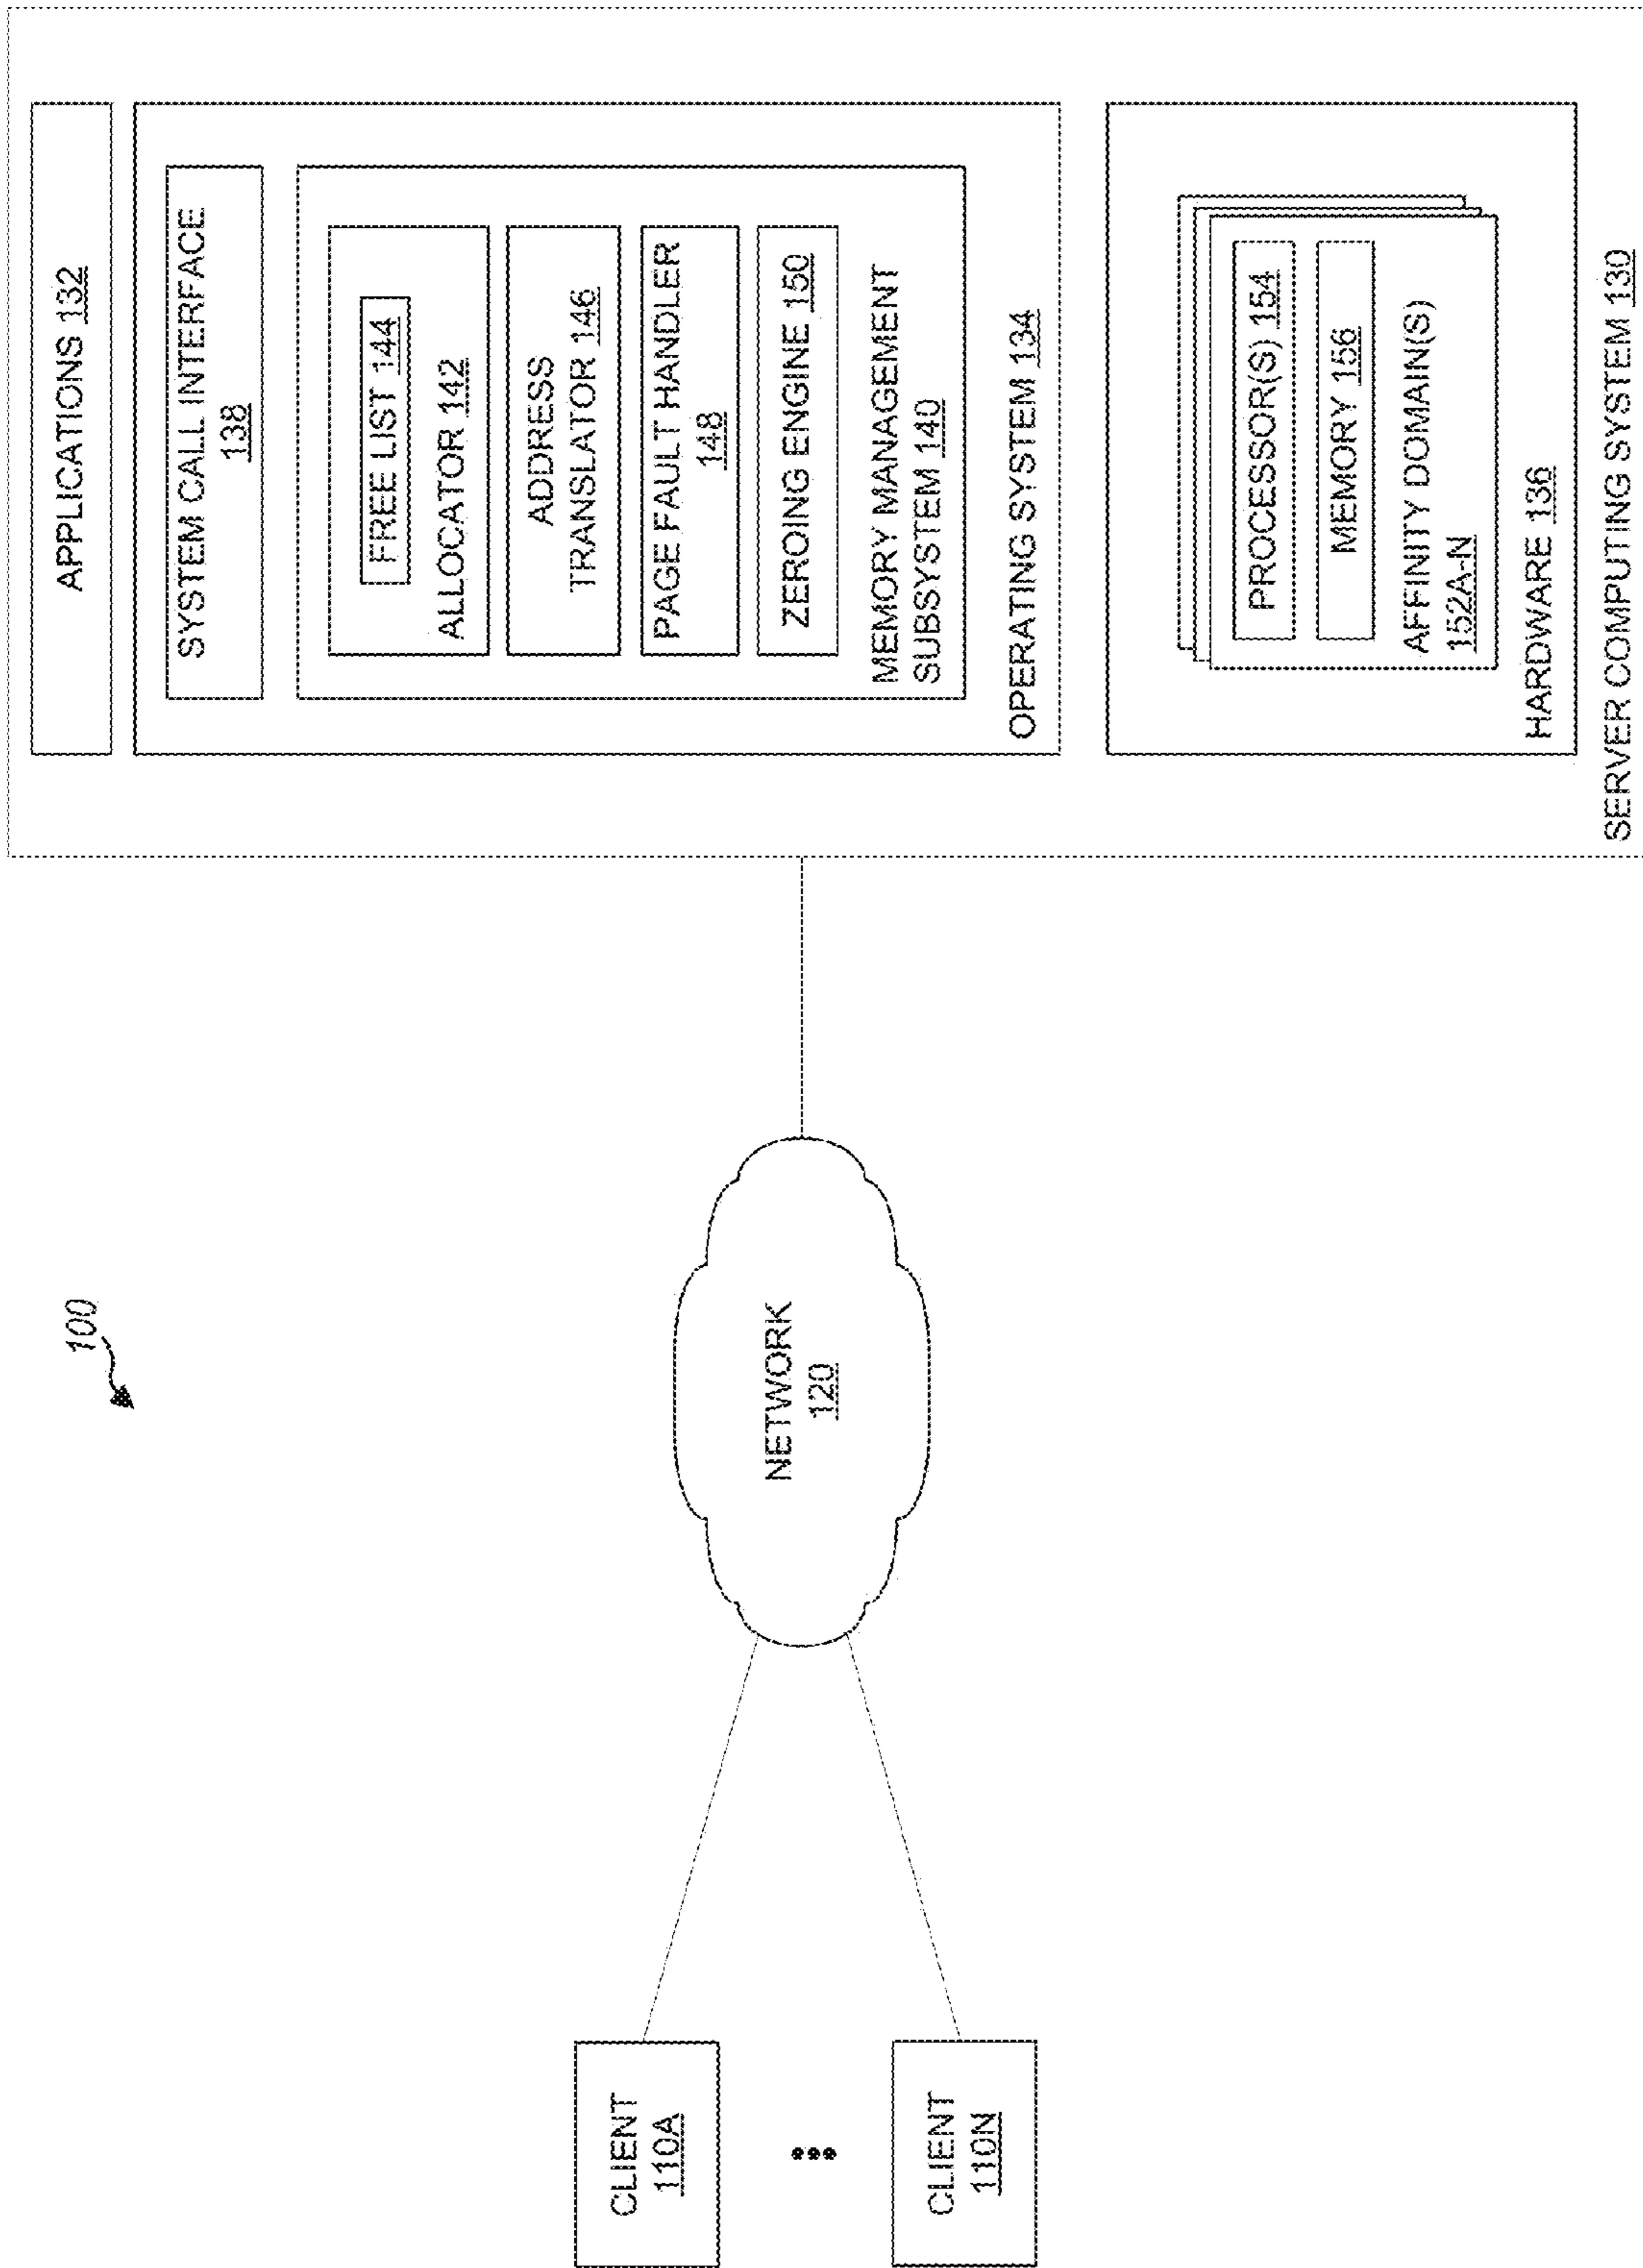 100
CLIENT
110A
•••
CLIENT
110N
NETWORK
120
APPLICATIONS 132
SYSTEM CALL INTERFACE
138
FREE LIST 144
ALLOCATOR 142
ADDRESS
TRANSLATOR 146
PAGE FAULT HANDLER
148
ZEROING ENGINE 150
MEMORY MANAGEMENT
SUBSYSTEM 140
OPERATING SYSTEM 134
PROCESSOR(S) 154
MEMORY 156
AFFINITY DOMAIN(S)
152A-N
HARDWARE 136
SERVER COMPUTING SYSTEM 130